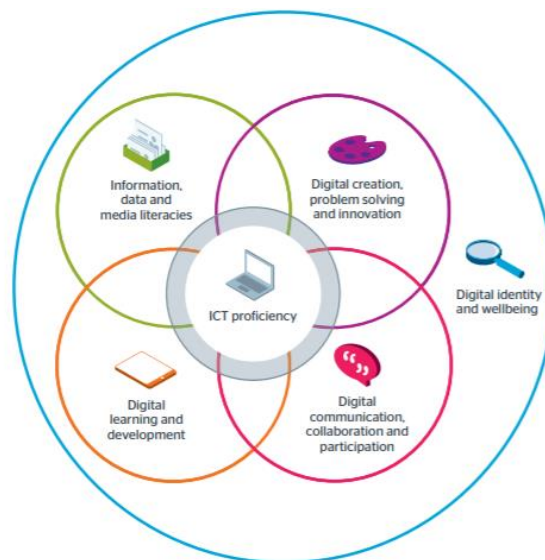 Information,
data and
media literacies
Digital creation,
problem solving
and innovation
ICT proficiency
Digital identity
and wellbeing
Digital
learning and
development
Digital
communication,
collaboration and
participation